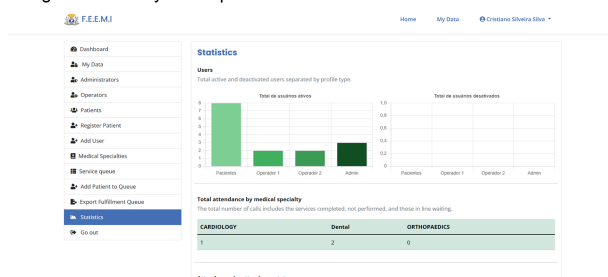 F.E.E.M.I
Home My Data Cristiano Silveira Silva
Dashboard
My Data
Administrators
Operators
Patients
Register Patient
Add User
Medical Specialties
Service queue
Add Patient to Queue
Export Fulfillment Queue
Statistics
Go out
Statistics
Users
Total active and deactivated users separated by profile type.
Total de usuários ativos
8
7
6
5
4
3
2
1
0
Pacientes Operador 1 Operador 2 Admin
Total de usuários desativados
1,0
0,8
0,6
0,4
0,2
0
Pacientes Operador 1 Operador 2 Admin
Total attendance by medical specialty
The total number of calls includes the services completed, not performed, and those in line waiting.
CARDIOLOGY Dental ORTHOPAEDICS
1 2 0